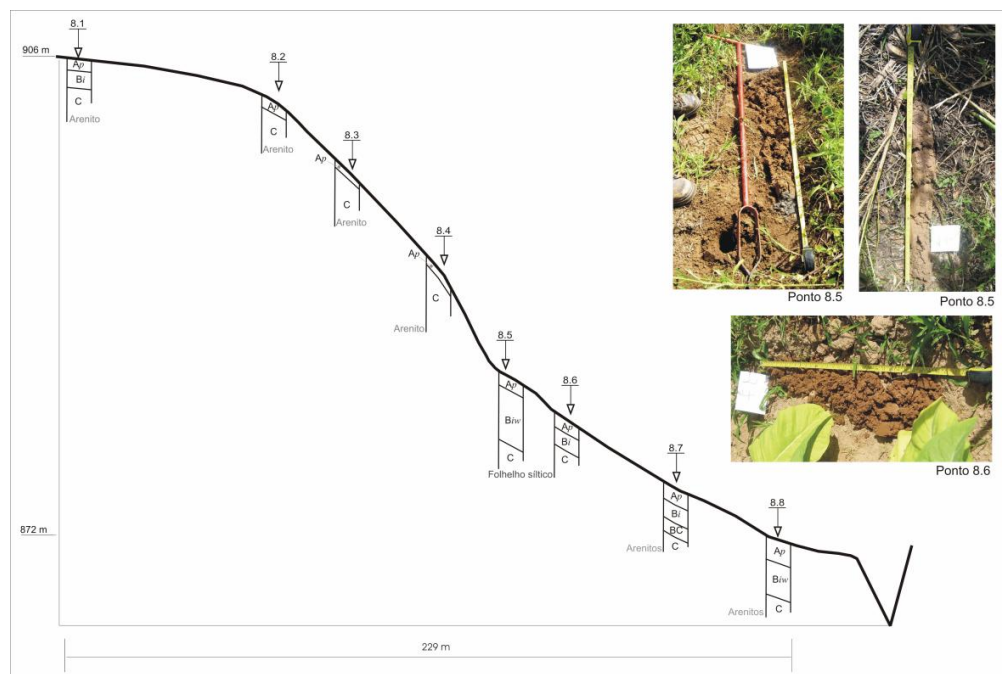 8.1
906 m
Ap
Bi
C
Arenito
8.2
Ap
C
Arenito
8.3
Ap
C
Arenito
8.4
Ap
C
Arenito
8.5
Ap
Biw
C
Folhelho síltico
8.6
Ap
Bi
C
8.7
Ap
Bi
BC
C
Arenitos
8.8
872 m
Ap
Biw
C
Arenitos
229 m
Ponto 8.5
Ponto 8.5
Ponto 8.6